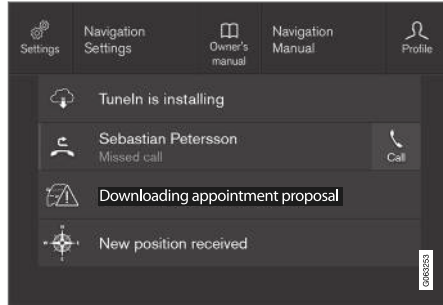 Settings
Navigation
Settings
Owner's
manual
Navigation
Manual
Profile
TuneIn is installing
Sebastian Petersson
Missed call
Call
Downloading appointment proposal
New position received
G063253